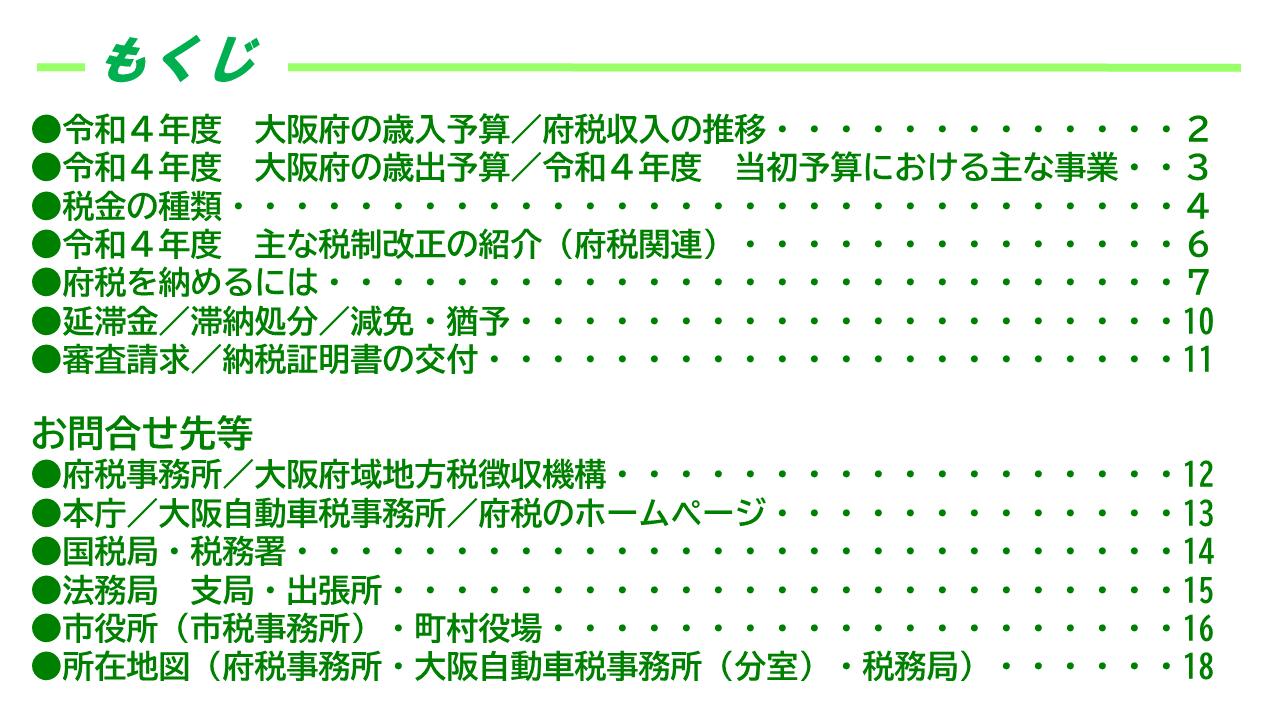 もくじ
●令和４年度　大阪府の歳入予算／府税収入の推移・・・・・・・・・・・・・２
●令和４年度　大阪府の歳出予算／令和４年度　当初予算における主な事業・・３
●税金の種類・・・・・・・・・・・・・・・・・・・・・・・・・・・・・・４
●令和４年度　主な税制改正の紹介（府税関連）・・・・・・・・・・・・・・６
●府税を納めるには・・・・・・・・・・・・・・・・・・・・・・・・・・・７
●延滞金／滞納処分／減免・猶予・・・・・・・・・・・・・・・・・・・・・10
●審査請求／納税証明書の交付・・・・・・・・・・・・・・・・・・・・・・11
お問合せ先等
●府税事務所／大阪府域地方税徴収機構・・・・・・・・・・・・・・・・・・12
●本庁／大阪自動車税事務所／府税のホームページ・・・・・・・・・・・・・13
●国税局・税務署・・・・・・・・・・・・・・・・・・・・・・・・・・・・14
●法務局　支局・出張所・・・・・・・・・・・・・・・・・・・・・・・・・15
●市役所（市税事務所）・町村役場・・・・・・・・・・・・・・・・・・・・16
●所在地図（府税事務所・大阪自動車税事務所（分室）・税務局）・・・・・・18